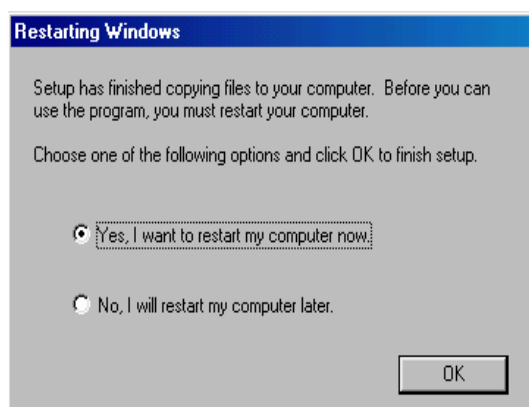 Restarting Windows
Setup has finished copying files to your computer.  Before you can
use the program, you must restart your computer.
Choose one of the following options and click OK to finish setup.
Yes, I want to restart my computer now.
No, I will restart my computer later.
OK